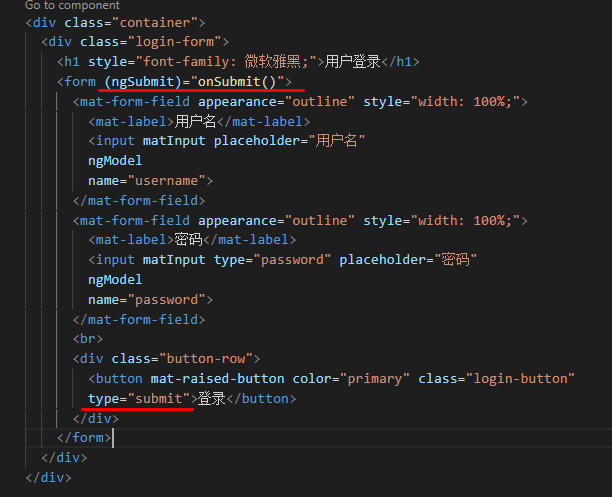 Go to component
<div class="container">
<div class="login-form">
<h1 style="font-family: 微软雅黑;">用户登录</h1>
<form (ngSubmit)="onSubmit()">
<mat-form-field appearance="outline" style="width: 100%;">
<mat-label>用户名</mat-label>
<input matInput placeholder="用户名"
ngModel
name="username">
</mat-form-field>
<mat-form-field appearance="outline" style="width: 100%;">
<mat-label>密码</mat-label>
<input matInput type="password" placeholder="密码"
ngModel
name="password">
</mat-form-field>
<br>
<div class="button-row">
<button mat-raised-button color="primary" class="login-button"
type="submit">登录</button>
</div>
</form>
</div>
</div>